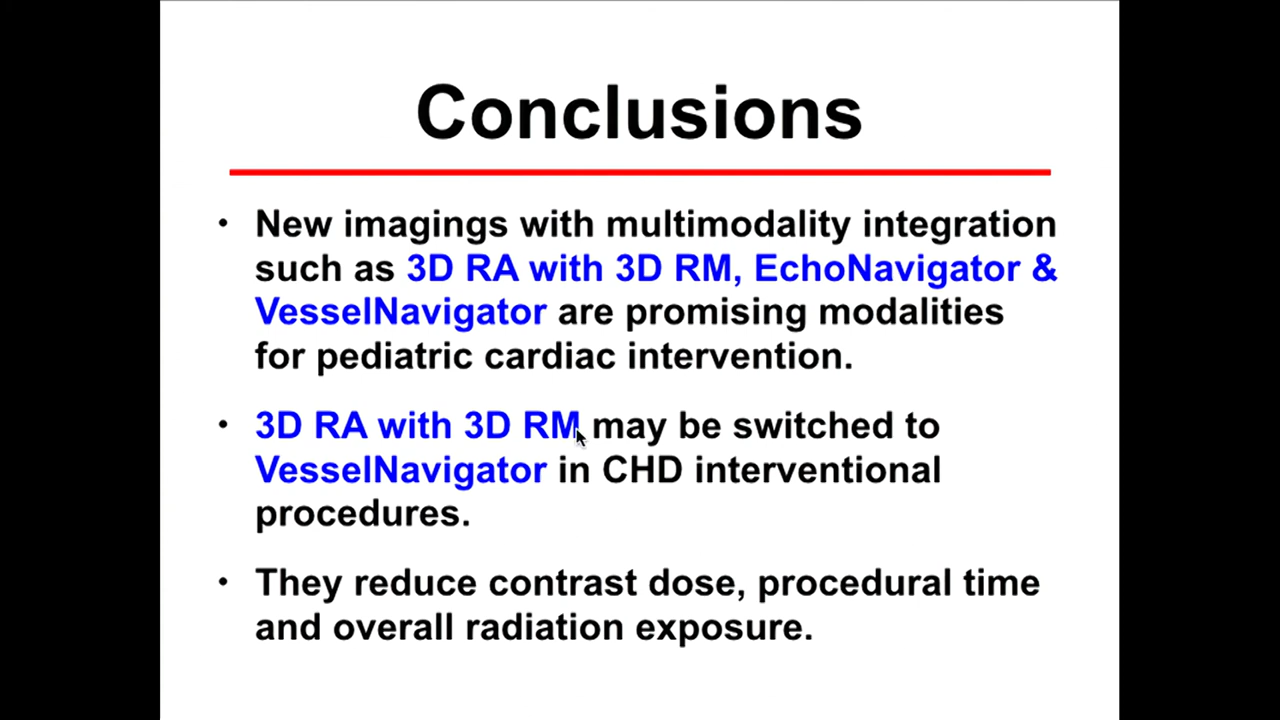 Conclusions
• New imagings with multimodality integration
such as 3D RA with 3D RM, EchoNavigator &
VesselNavigator are promising modalities
for pediatric cardiac intervention.
• 3D RA with 3D RM may be switched to
VesselNavigator in CHD interventional
procedures.
• They reduce contrast dose, procedural time
and overall radiation exposure.